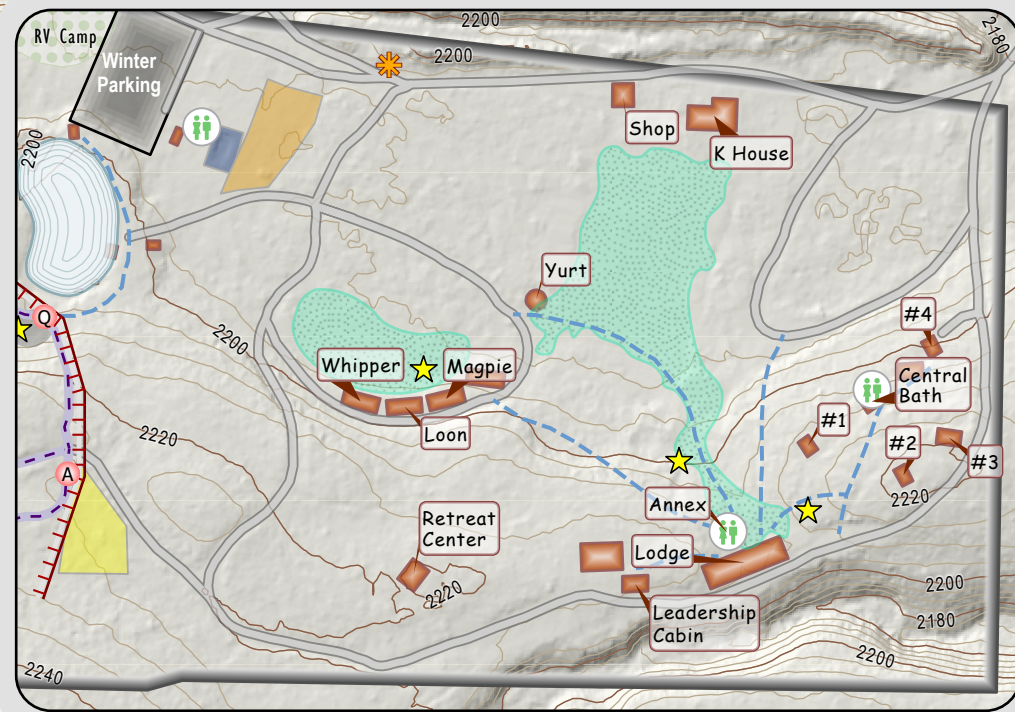 2200
2180
RV Camp
2200
Winter
Parking
Shop
2200
K House
Yurt
Q
#4
2200
Whipper
Magpie
Central
Bath
#1
Loon
2220
#2
#3
A
2220
Annex
Retreat
Center
Lodge
2200
2220
Leadership
Cabin
2180
2200
2240